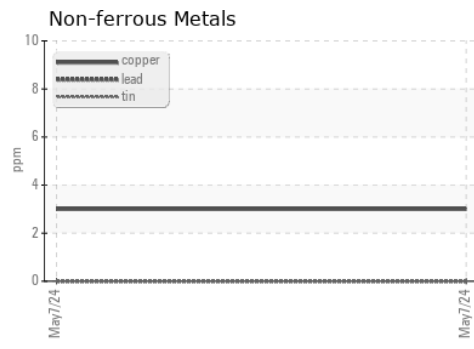 Non-ferrous Metals
10
8
6
4
2
0
ppm
copper
lead
tin
May7/24
May7/24